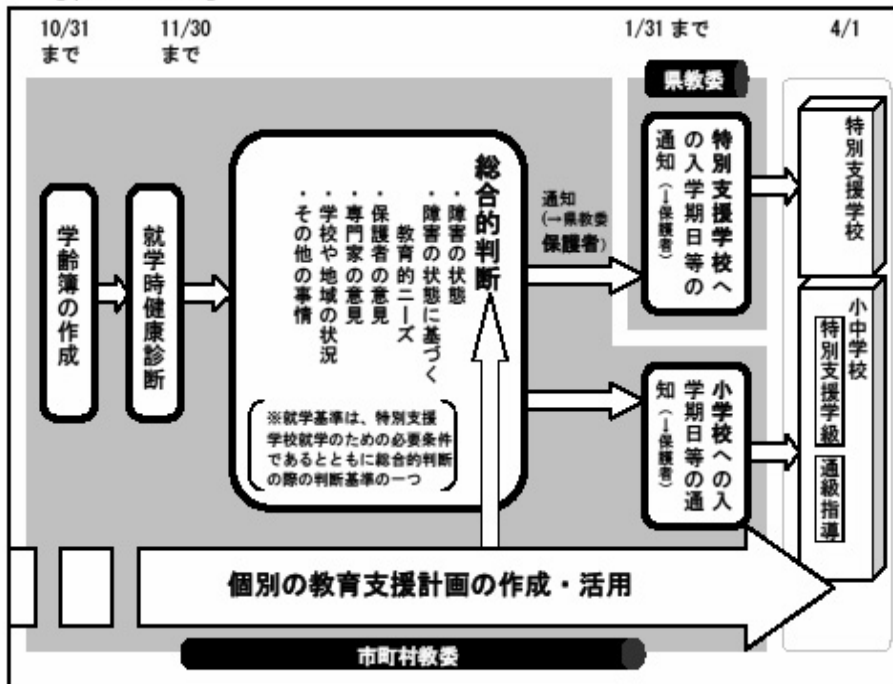 10/31
まで
11/30
まで
1/31 まで
4/1
県教委
学齢簿の作成
就学時健康診断
総合的判断
・障害の状態
・障害の状態に基づく
教育的ニーズ
・保護者の意見
・専門家の意見
・学校や地域の状況
・その他の事情
※就学基準は、特別支援
学校就学のための必要条件
であるとともに総合的判断
の際の判断基準の一つ
通知
(→県教委
保護者)
特別支援学校へ
の入学期日等の
通知(→保護者)
小学校への入
学期日等の通
知(→保護者)
特別支援学校
小中学校
特別支援学級
通級指導
個別の教育支援計画の作成・活用
市町村教委